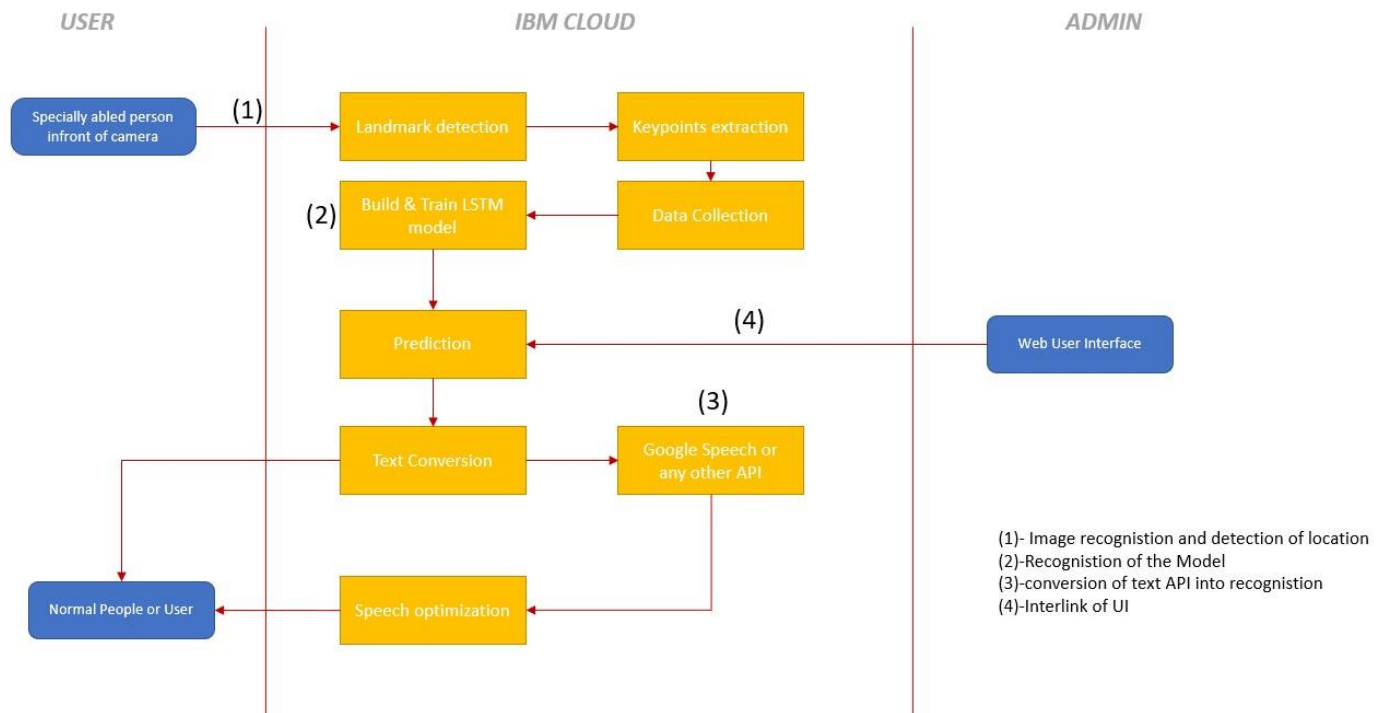 USER
IBM CLOUD
ADMIN
Specially abled person
infront of camera
(1)
Landmark detection
Keypoints extraction
(2)
Build & Train LSTM
model
Data Collection
(4)
Prediction
Web User Interface
(3)
Text Conversion
Google Speech or
any other API
(1)- Image recognistion and detection of location
(2)-Recognistion of the Model
(3)-conversion of text API into recognistion
(4)-Interlink of UI
Normal People or User
Speech optimization